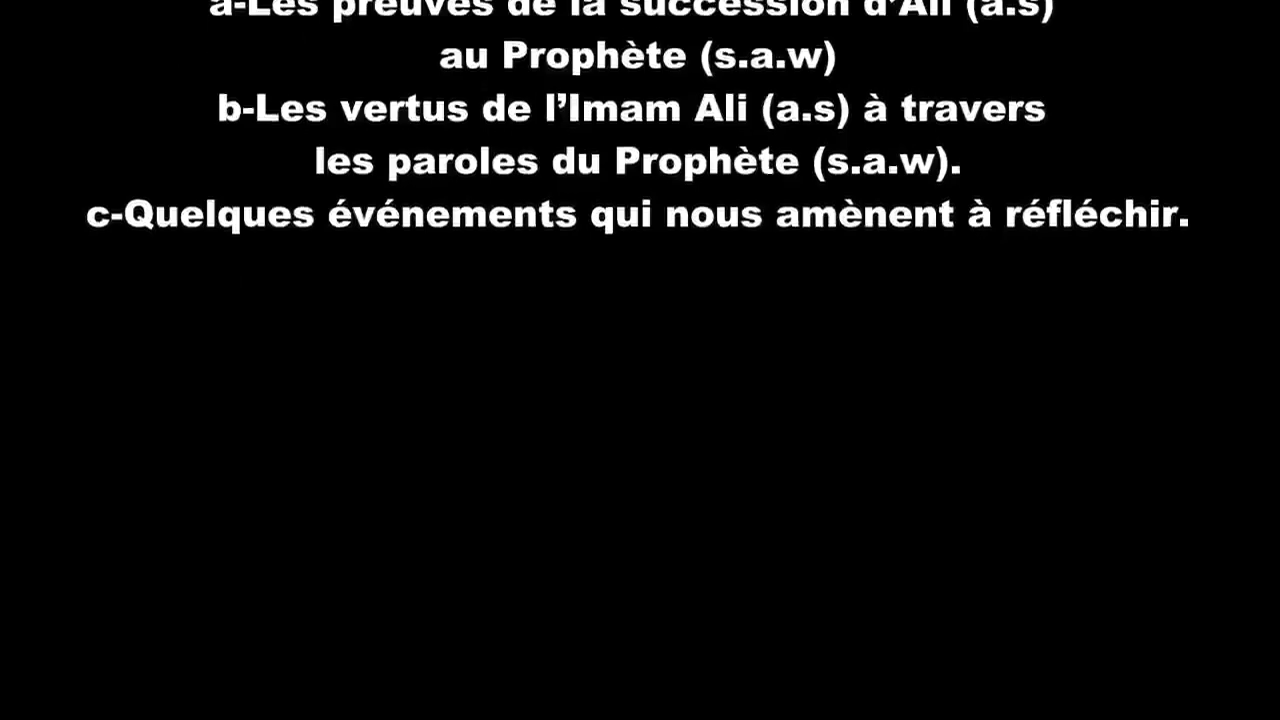 a-Les preuves de la succession d’Ali (a.s)
au Prophète (s.a.w)
b-Les vertus de l’Imam Ali (a.s) à travers
les paroles du Prophète (s.a.w).
c-Quelques événements qui nous amènent à réfléchir.